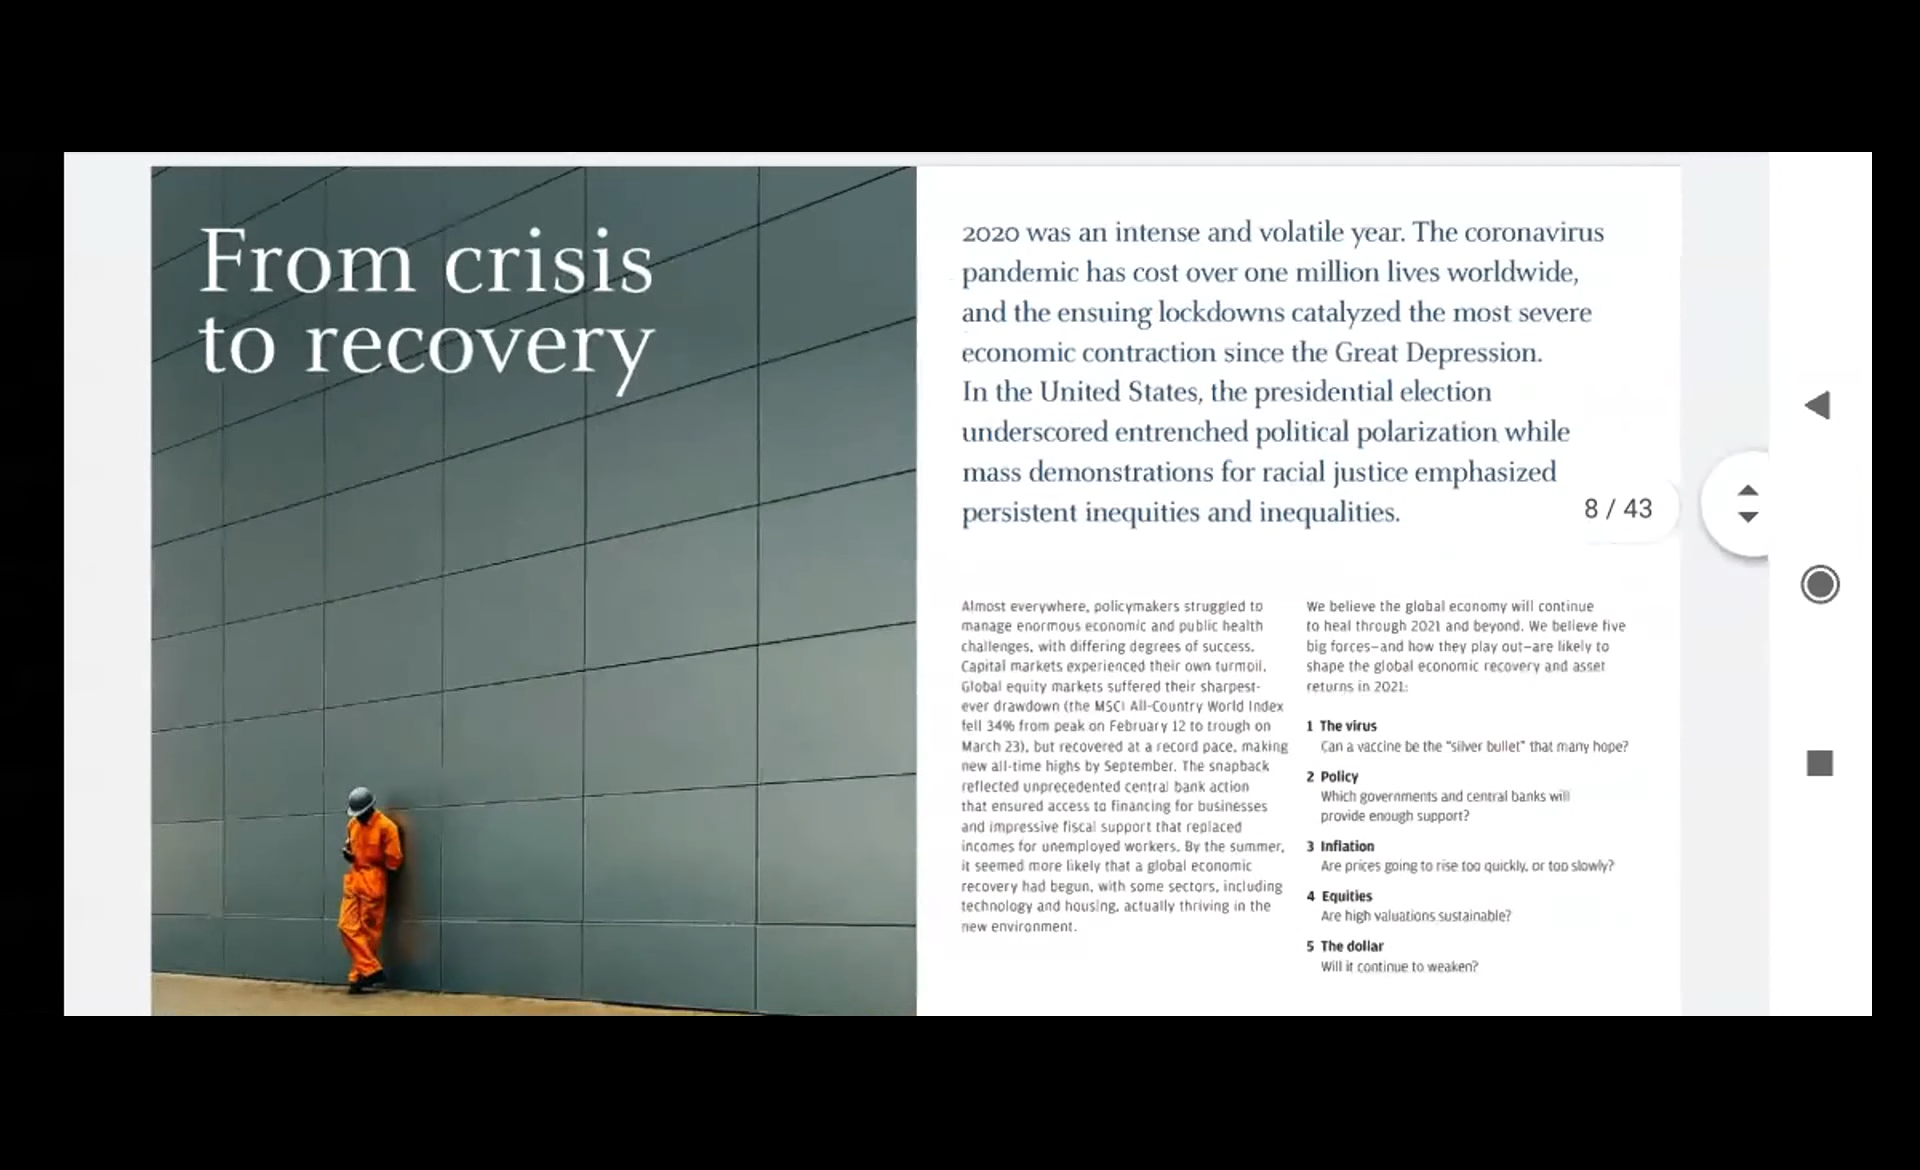 From crisis
to recovery
2020 was an intense and volatile year. The coronavirus
pandemic has cost over one million lives worldwide,
and the ensuing lockdowns catalyzed the most severe
economic contraction since the Great Depression.
In the United States, the presidential election
underscored entrenched political polarization while
mass demonstrations for racial justice emphasized
persistent inequities and inequalities.
8 / 43
Almost everywhere, policymakers struggled to
manage enormous economic and public health
challenges, with differing degrees of success.
Capital markets experienced their own turmoil.
Global equity markets suffered their sharpest-
ever drawdown (the MSCI All-Country World Index
fell 34% from peak on February 12 to trough on
March 23), but recovered at a record pace, making
new all-time highs by September. The snapback
reflected unprecedented central bank action
that ensured access to financing for businesses
and impressive fiscal support that replaced
incomes for unemployed workers. By the summer,
it seemed more likely that a global economic
recovery had begun, with some sectors, including
technology and housing, actually thriving in the
new environment.
We believe the global economy will continue
to heal through 2021 and beyond. We believe five
big forces—and how they play out—are likely to
shape the global economic recovery and asset
returns in 2021:
1 The virus
Can a vaccine be the "silver bullet" that many hope?
2 Policy
Which governments and central banks will
provide enough support?
3 Inflation
Are prices going to rise too quickly, or too slowly?
4 Equities
Are high valuations sustainable?
5 The dollar
Will it continue to weaken?